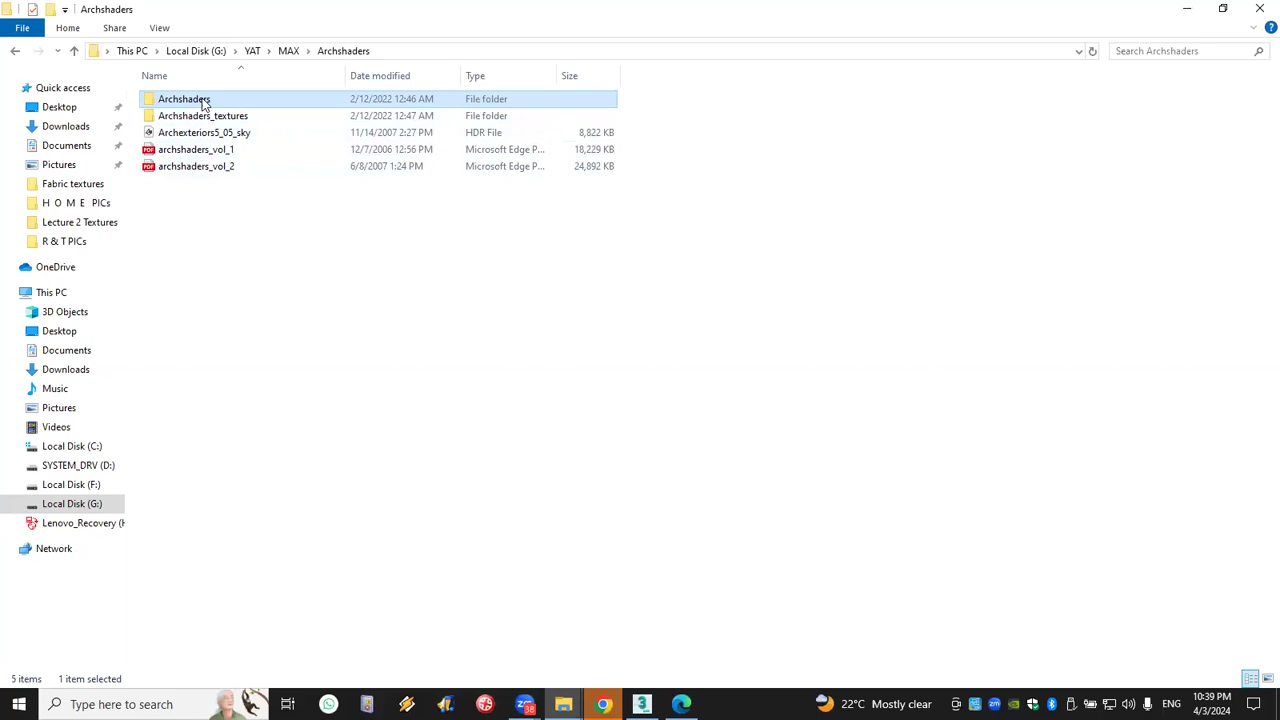 Archshaders
File Home Share View
This PC Local Disk (G:) YAT MAX Archshaders Search Archshaders
Name Date modified Type Size
Archshaders 2/12/2022 12:46 AM File folder
Archshaders_textures 2/12/2022 12:47 AM File folder
Archexteriors5_05_sky 11/14/2007 2:27 PM HDR File 8,822 KB
archshaders_vol_1 12/7/2006 12:56 PM Microsoft Edge P... 18,229 KB
archshaders_vol_2 6/8/2007 1:24 PM Microsoft Edge P... 24,892 KB
Quick access
Desktop
Downloads
Documents
Pictures
Fabric textures
H O M E PICs
Lecture 2 Textures
R & T PICs
OneDrive
This PC
3D Objects
Desktop
Documents
Downloads
Music
Pictures
Videos
Local Disk (C:)
SYSTEM_DRV (D:)
Local Disk (F:)
Local Disk (G:)
Lenovo_Recovery (H
Network
5 items 1 item selected
Type here to search
38
22°C Mostly clear
ENG
10:39 PM
4/3/2024